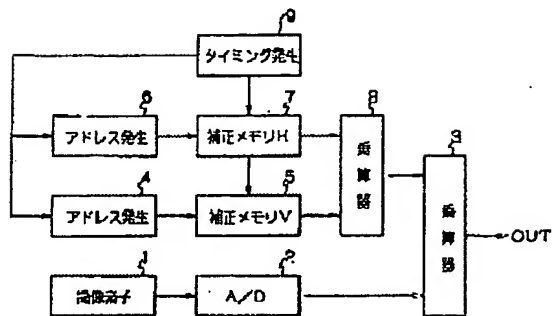 9
タイミング発生
6
アドレス発生
7
補正メモリH
8
乗算器
3
乗算器
4
アドレス発生
5
補正メモリV
OUT
1
撮像素子
2
A/D